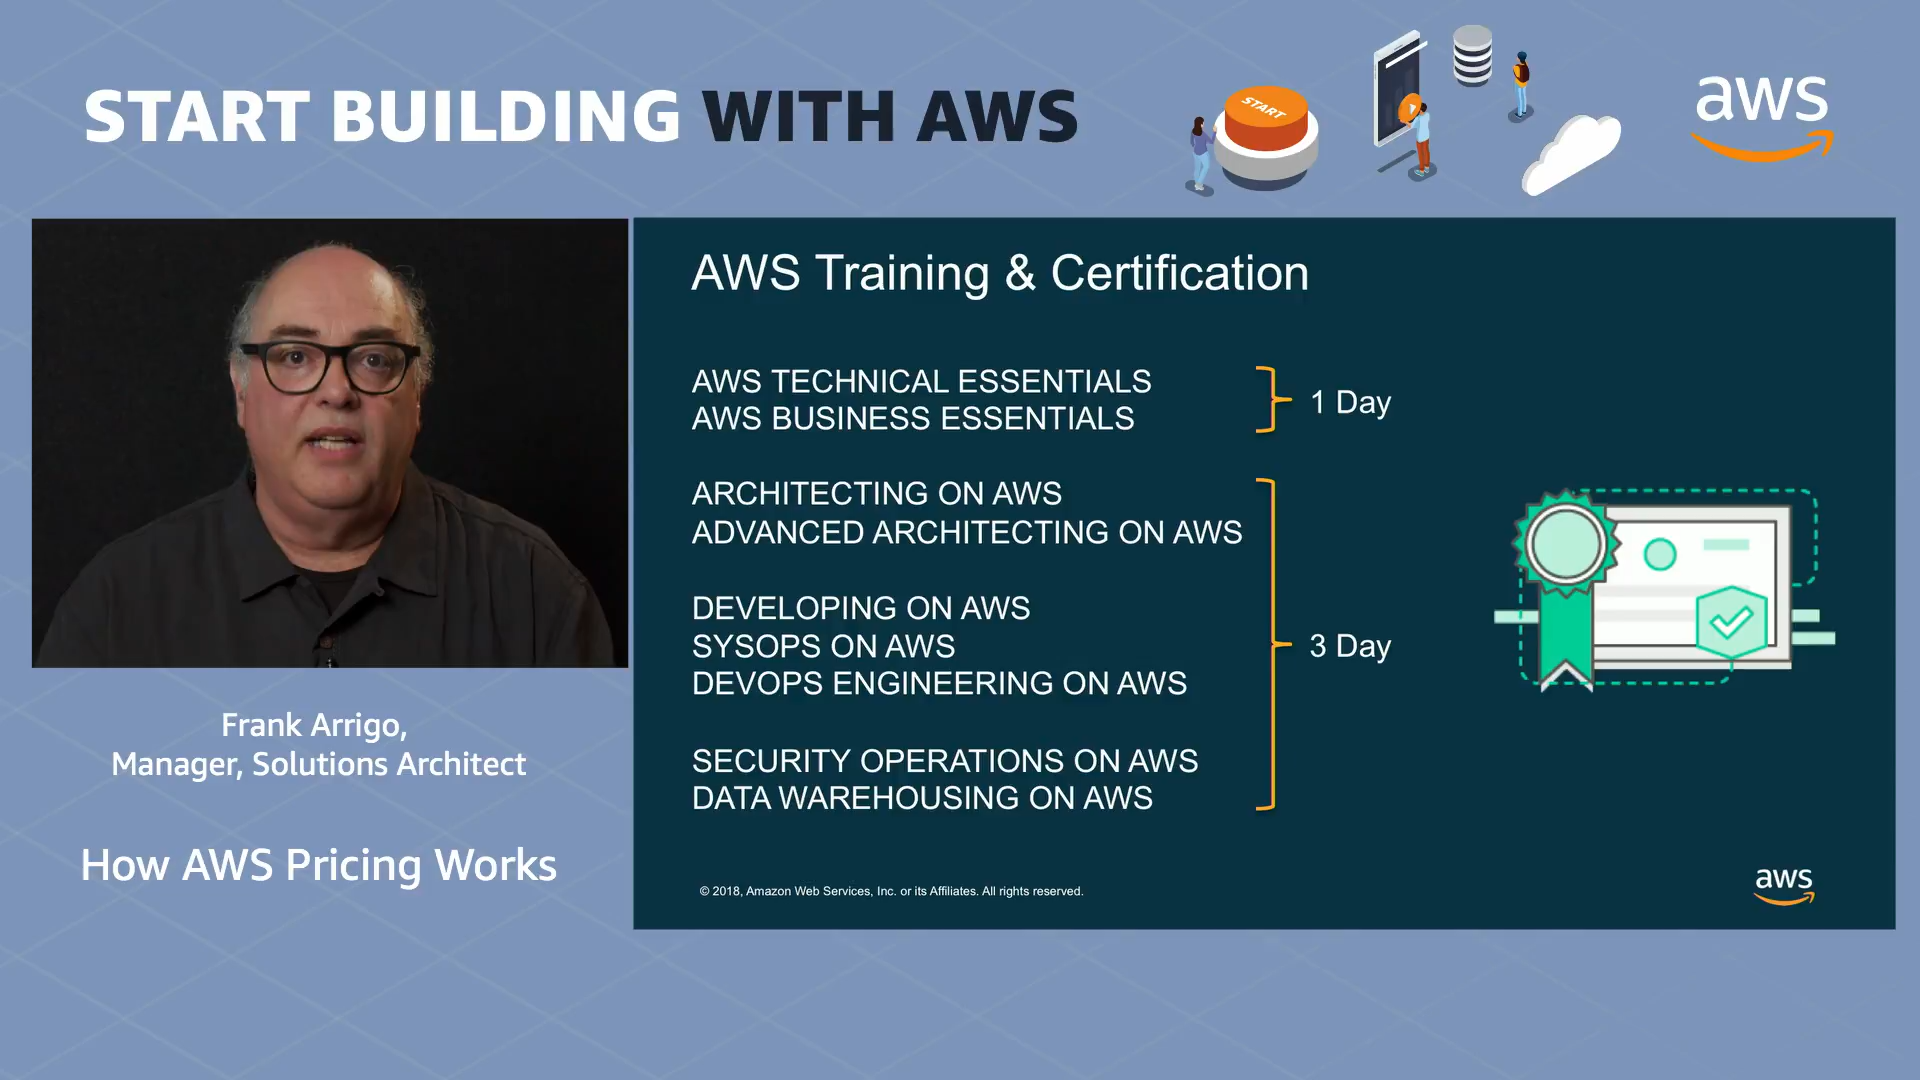 START BUILDING WITH AWS
START
aws
AWS Training & Certification
AWS TECHNICAL ESSENTIALS
AWS BUSINESS ESSENTIALS
1 Day
ARCHITECTING ON AWS
ADVANCED ARCHITECTING ON AWS
DEVELOPING ON AWS
SYSOPS ON AWS
DEVOPS ENGINEERING ON AWS
3 Day
SECURITY OPERATIONS ON AWS
DATA WAREHOUSING ON AWS
© 2018, Amazon Web Services, Inc. or its Affiliates. All rights reserved.
aws
Frank Arrigo,
Manager, Solutions Architect
How AWS Pricing Works